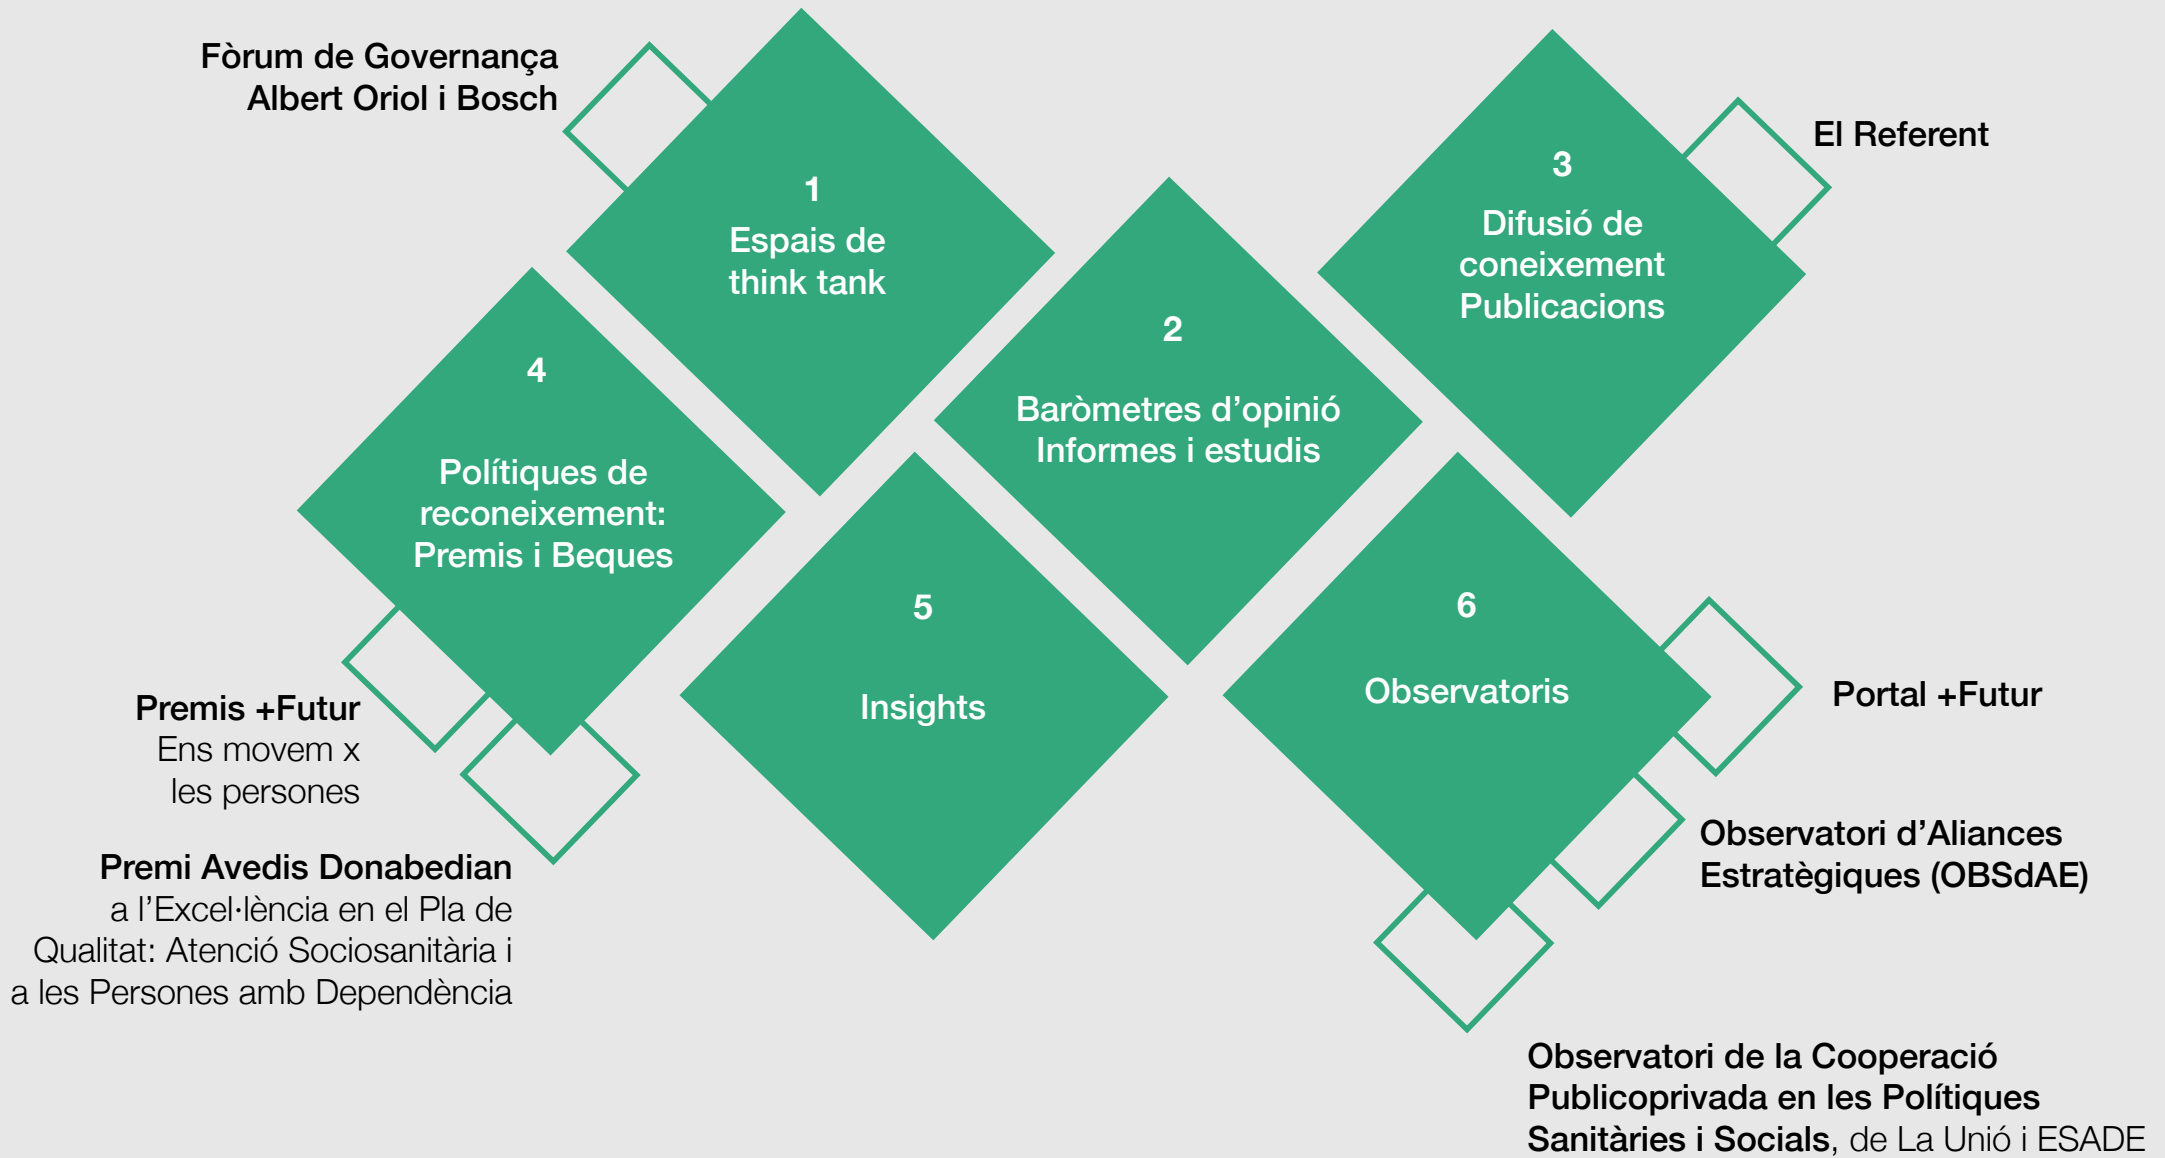 Fòrum de Governança
Albert Oriol i Bosch
1
Espais de
think tank
2
Baròmetres d’opinió
Informes i estudis
3
Difusió de
coneixement
Publicacions
El Referent
4
Polítiques de
reconeixement:
Premis i Beques
Premis +Futur
Ens movem x
les persones
Premi Avedis Donabedian
a l’Excel·lència en el Pla de
Qualitat: Atenció Sociosanitària i
a les Persones amb Dependència
5
Insights
6
Observatoris
Portal +Futur
Observatori d’Aliances
Estratègiques (OBSdAE)
Observatori de la Cooperació
Publicoprivada en les Polítiques
Sanitàries i Socials, de La Unió i ESADE